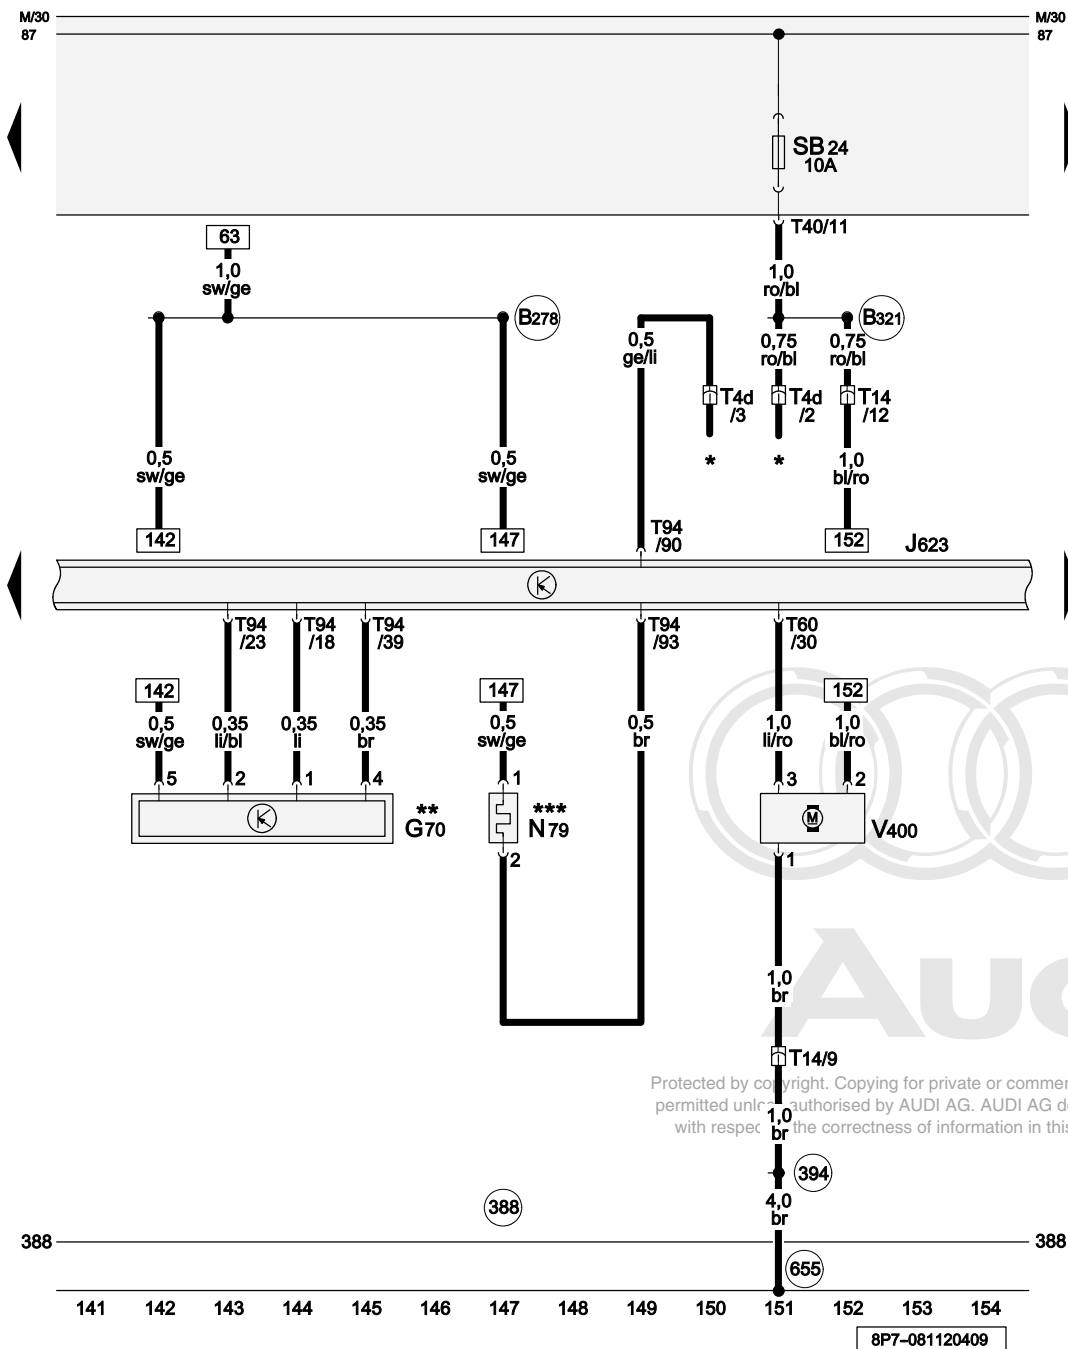 M/30
87
M/30
87
SB 24
10A
T40/11
63
1,0
sw/ge
1,0
ro/bl
B278
B321
0,5
ge/li
0,75
ro/bl
0,75
ro/bl
T4d
/3
T4d
/2
T14
/12
*
*
0,5
sw/ge
0,5
sw/ge
1,0
bl/ro
142
147
T94
/90
152
J623
T94
/23
T94
/18
T94
/39
T94
/93
T60
/30
142
147
152
0,5
sw/ge
0,35
li/bl
0,35
li
0,35
br
0,5
sw/ge
0,5
br
1,0
li/ro
1,0
bl/ro
5
2
1
4
1
3
2
**
G70
***
N79
M
V400
2
1
1,0
br
T14/9
Protected by copyright. Copying for private or
permitted authorised by AUDI AG. AUDI AG
with the correctness of information in this
1,0
br
394
4,0
br
388
388
388
655
141 142 143 144 145 146 147 148 149 150 151 152 153 154
8P7-081120409